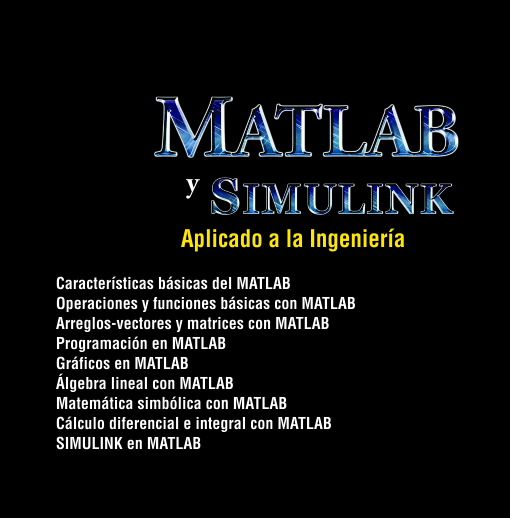 MATLAB
y SIMULINK
Aplicado a la Ingeniería
Características básicas del MATLAB
Operaciones y funciones básicas con MATLAB
Arreglos-vectores y matrices con MATLAB
Programación en MATLAB
Gráficos en MATLAB
Álgebra lineal con MATLAB
Matemática simbólica con MATLAB
Cálculo diferencial e integral con MATLAB
SIMULINK en MATLAB